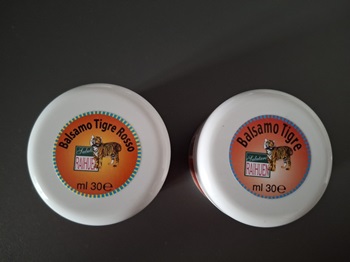 Balsamo Tigre Rosso
ml 30 e
Balsamo Tigre
ml 30 e